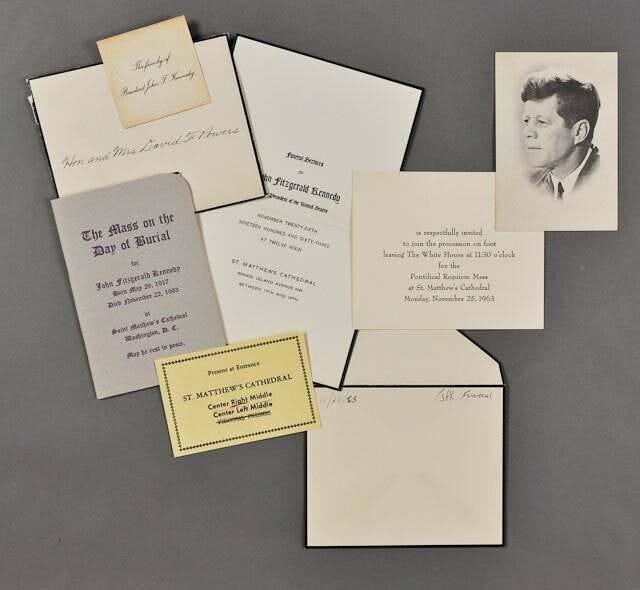 The family of
President John F. Kennedy
Hon and Mrs David F Powers
Funeral Services
OF
John Fitzgerald Kennedy
President of the United States
NOVEMBER TWENTY-FIFTH
NINETEEN HUNDRED AND SIXTY-THREE
AT TWELVE NOON
ST. MATTHEWS CATHEDRAL
RHODE ISLAND AVENUE NW
BETWEEN 17TH AND 18TH
is respectfully invited
to join the procession on foot
leaving The White House at 11:30 o'clock
for the
Pontifical Requiem Mass
at St. Matthew's Cathedral
Monday, November 25, 1963
The Mass on the
Day of Burial
for
John Fitzgerald Kennedy
Born May 29, 1917
Died November 22, 1963
at
Saint Matthew's Cathedral
Washington, D. C.
May he rest in peace.
Present at Entrance
ST. MATTHEW'S CATHEDRAL
Center Right Middle
Center Left Middle
11/25/63
JFK Funeral